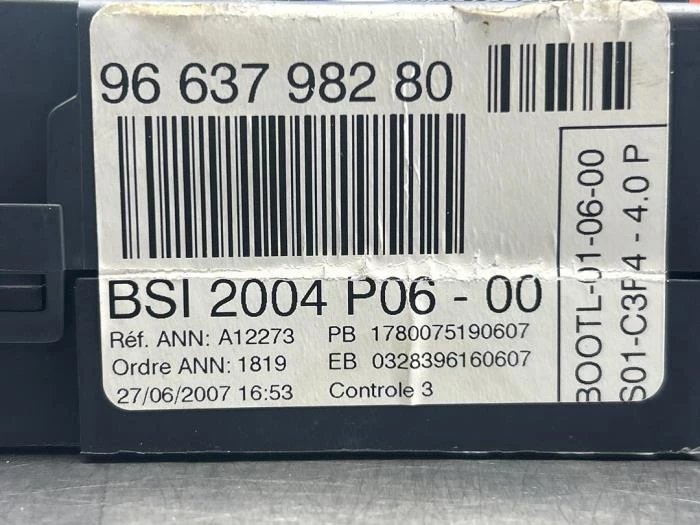 96 637 982 80
BSI 2004 P06 - 00
Réf. ANN: A12273 PB 1780075190607
Ordre ANN: 1819 EB 0328396160607
27/06/2007 16:53 Controle 3
BOOTL-01-06-00
S01-C3F4 - 4.0 P